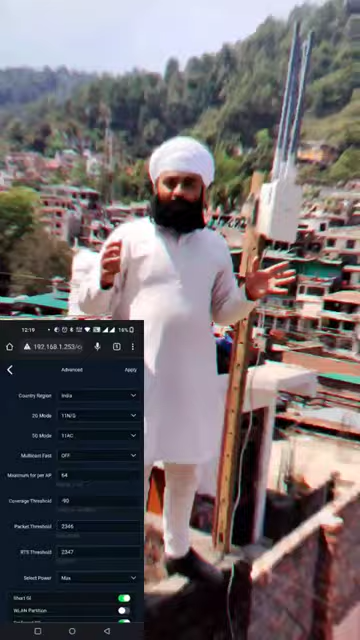 12:19
16%
192.168.1.253/c
Advanced Apply
Country Region India
2G Mode 11N/G
5G Mode 11AC
Multicast Fast OFF
Maximum for per AP 64
Coverage Threshold -90
Packet Threshold 2346
RTS Threshold 2347
Select Power Max
Short GI
WLAN Partition